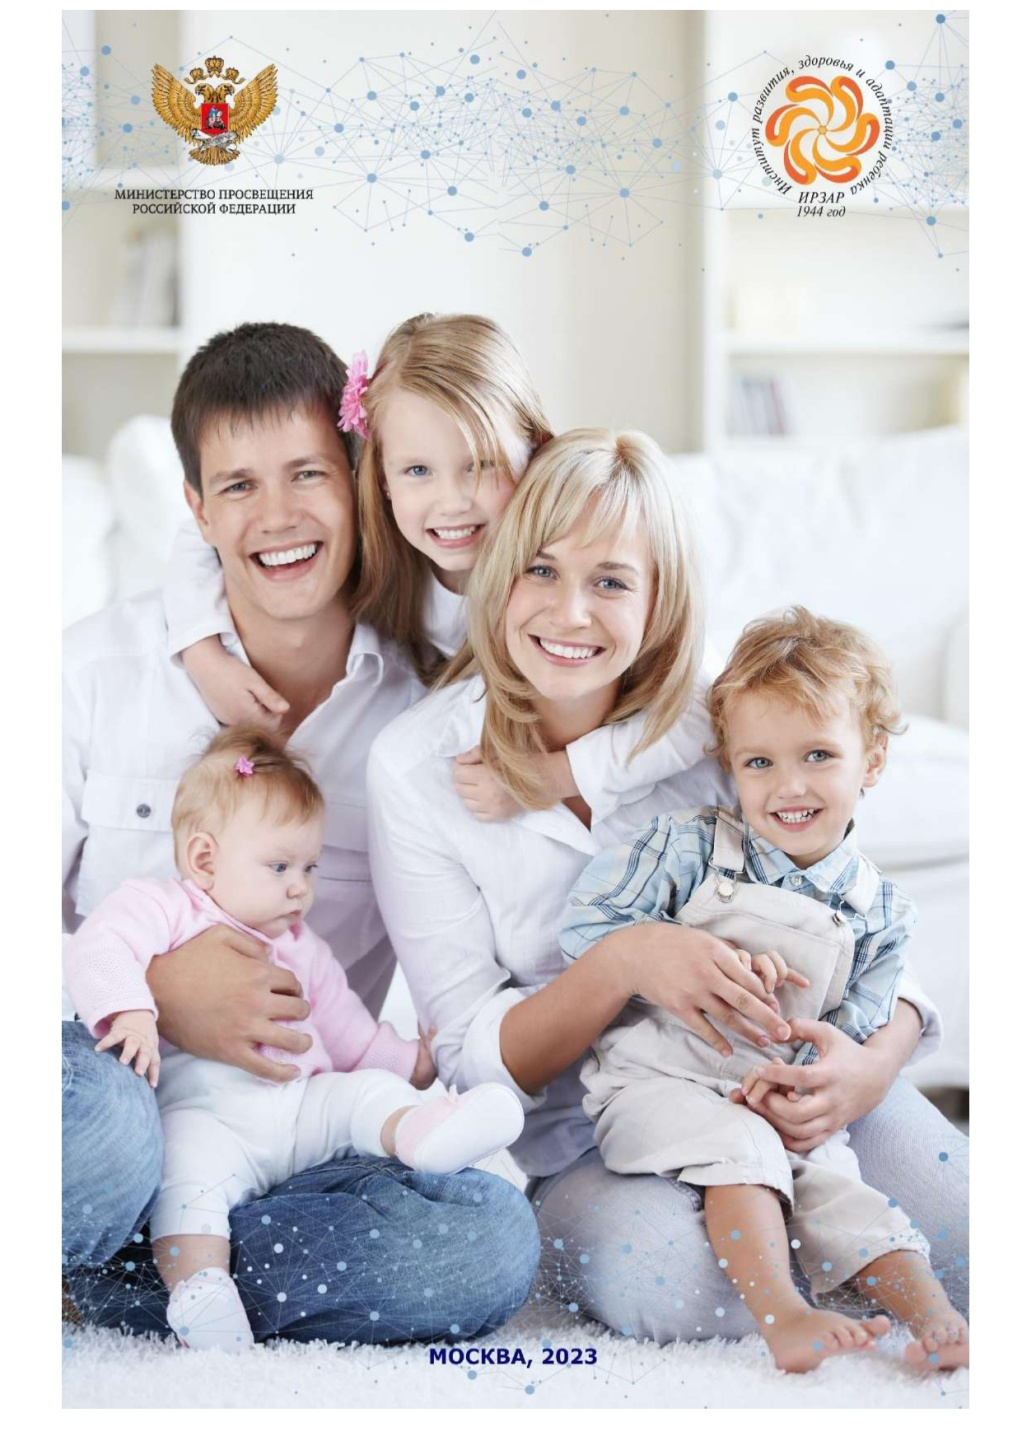 МИНИСТЕРСТВО ПРОСВЕЩЕНИЯ
РОССИЙСКОЙ ФЕДЕРАЦИИ
Институт развития, здоровья и адаптации ребенка
ИРЗАР
1944 год
МОСКВА, 2023